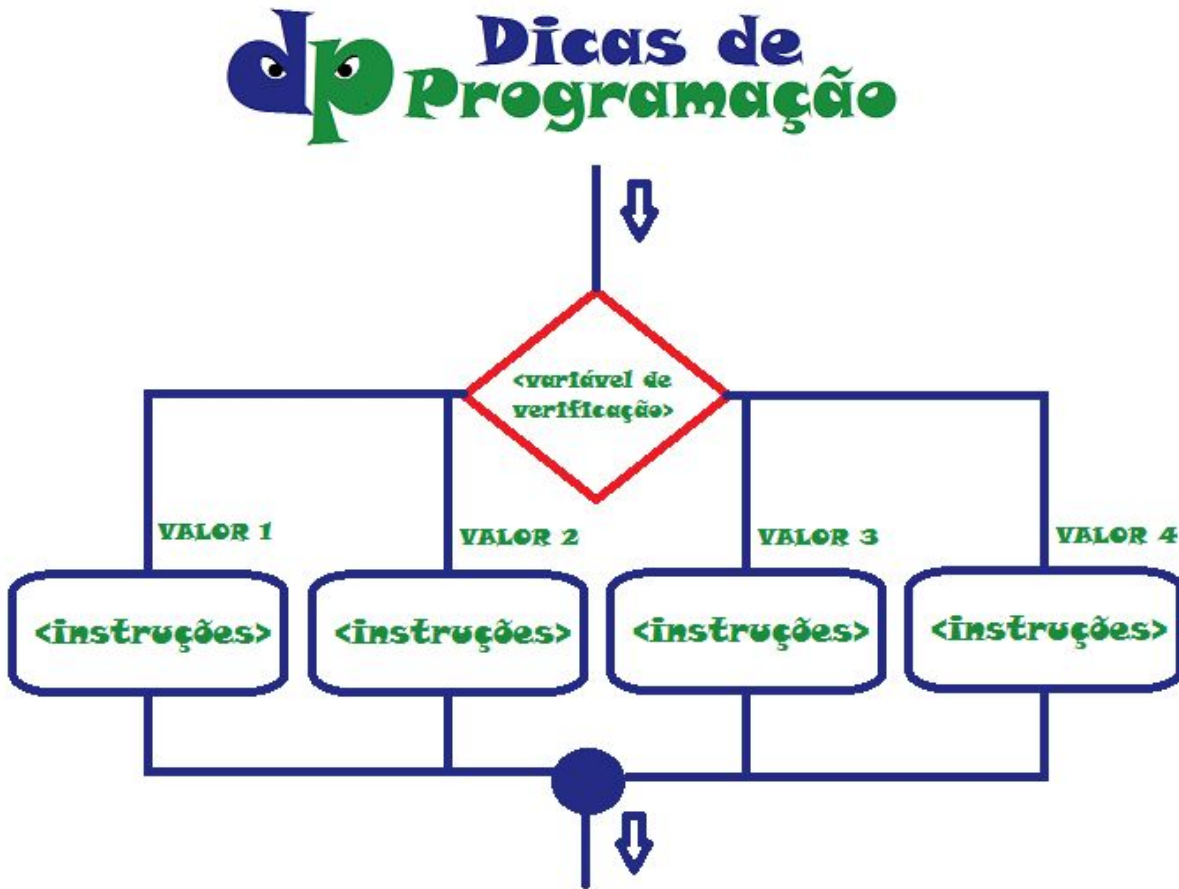 dp Dicas de
Programação
<variável de
verificação>
VALOR 1
VALOR 2
VALOR 3
VALOR 4
<instruções>
<instruções>
<instruções>
<instruções>